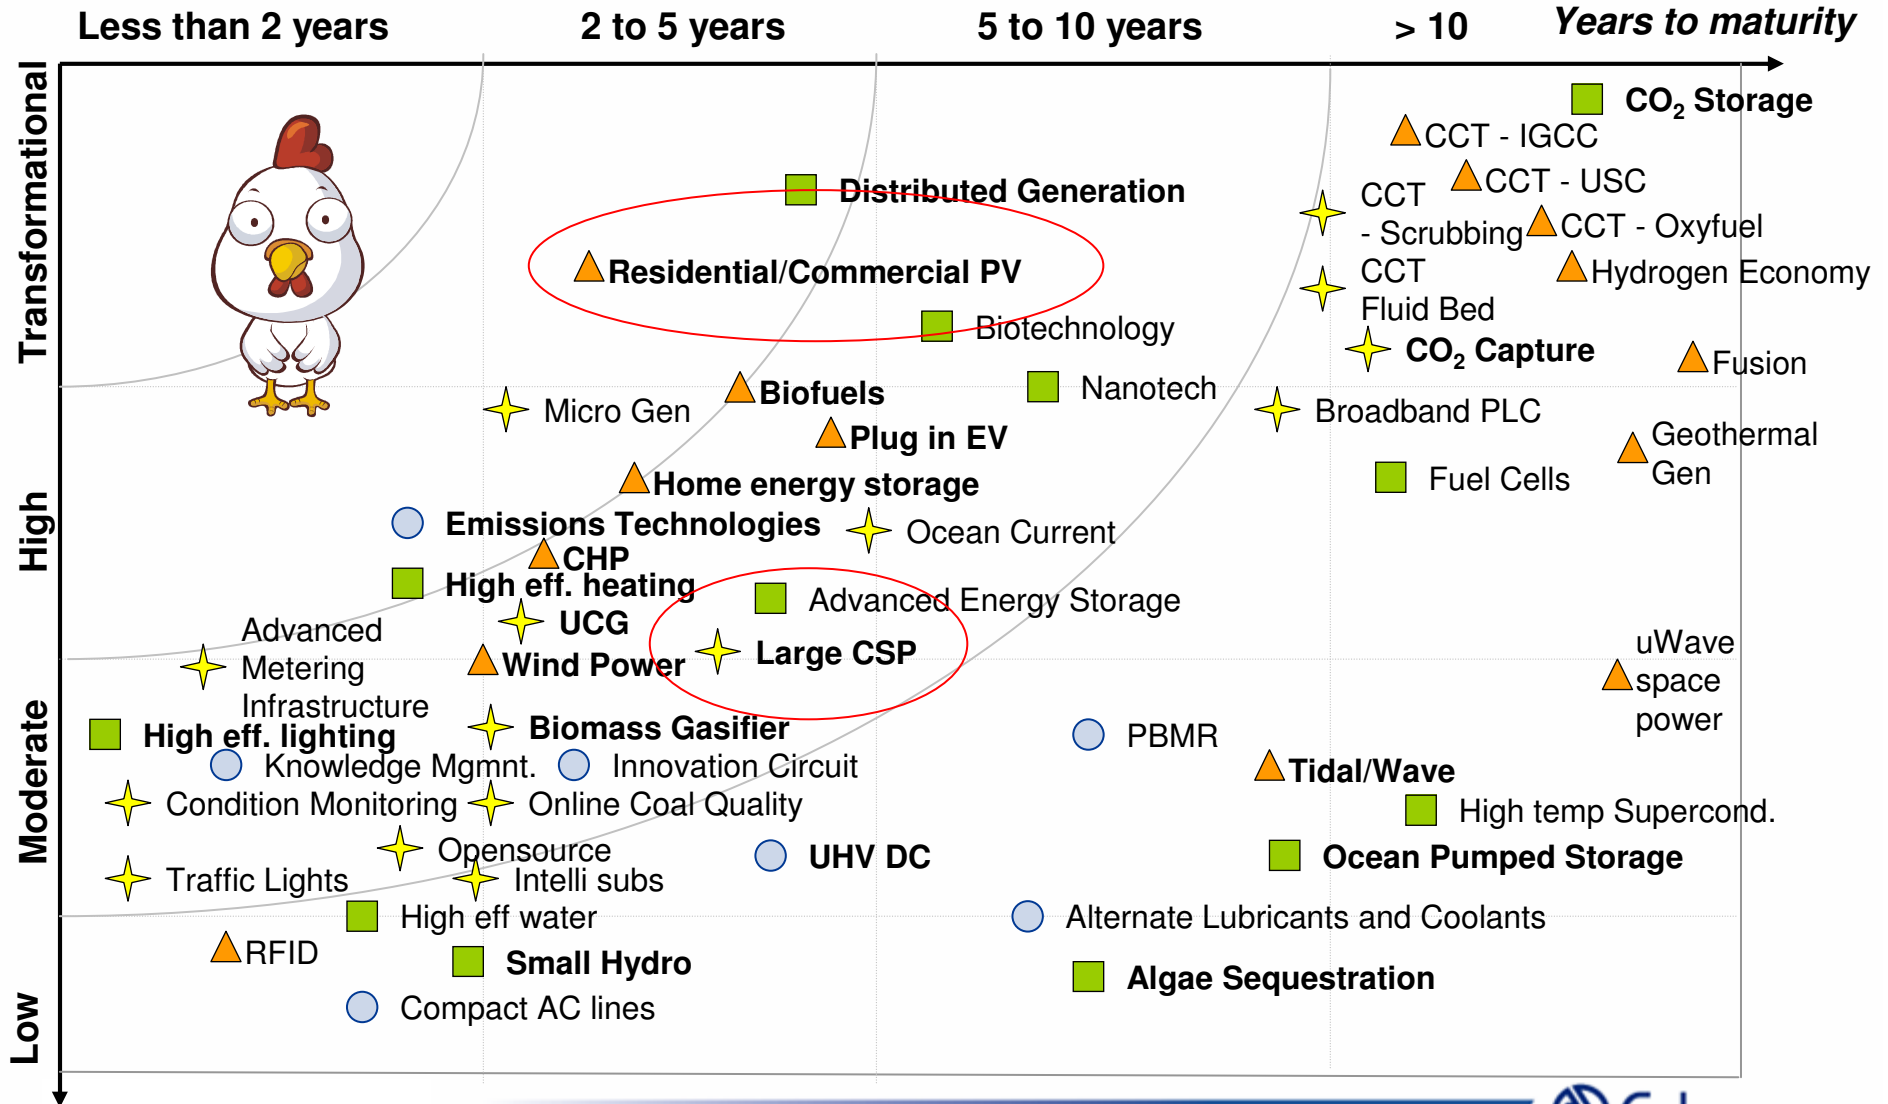 Less than 2 years
2 to 5 years
5 to 10 years
> 10
Years to maturity
Transformational
High
Moderate
Low
CO₂ Storage
CCT - IGCC
CCT - USC
CCT
- Scrubbing
CCT - Oxyfuel
Distributed Generation
Residential/Commercial PV
CCT
Fluid Bed
Hydrogen Economy
Biotechnology
CO₂ Capture
Fusion
Biofuels
Nanotech
Micro Gen
Broadband PLC
Plug in EV
Geothermal
Gen
Home energy storage
Fuel Cells
Emissions Technologies
Ocean Current
CHP
High eff. heating
Advanced Energy Storage
UCG
Advanced
Metering
Infrastructure
Wind Power
Large CSP
uWave
space
power
High eff. lighting
Biomass Gasifier
PBMR
Knowledge Mgmnt.
Innovation Circuit
Tidal/Wave
Condition Monitoring
Online Coal Quality
High temp Supercond.
Opensource
UHV DC
Ocean Pumped Storage
Traffic Lights
Intelli subs
High eff water
Alternate Lubricants and Coolants
RFID
Small Hydro
Algae Sequestration
Compact AC lines